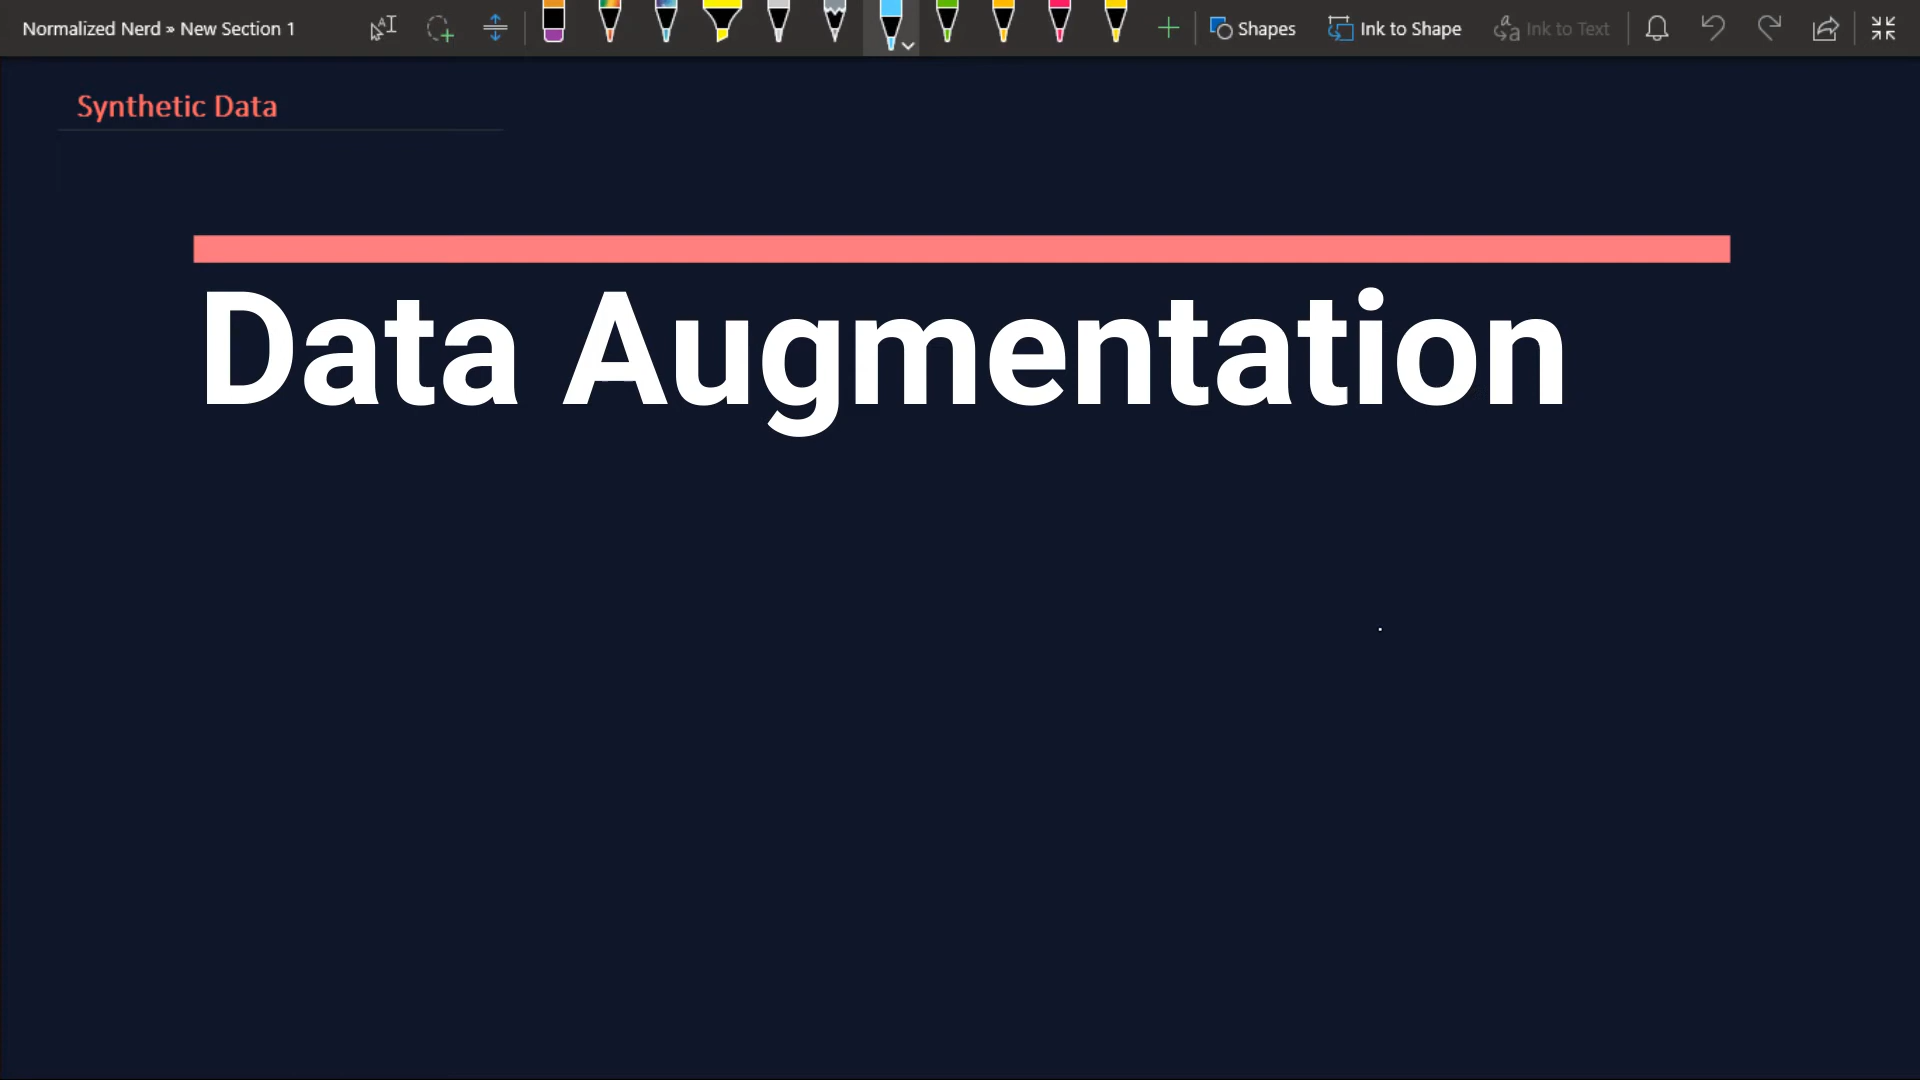 Normalized Nerd » New Section 1
Shapes
Ink to Shape
Ink to Text
Synthetic Data
Data Augmentation